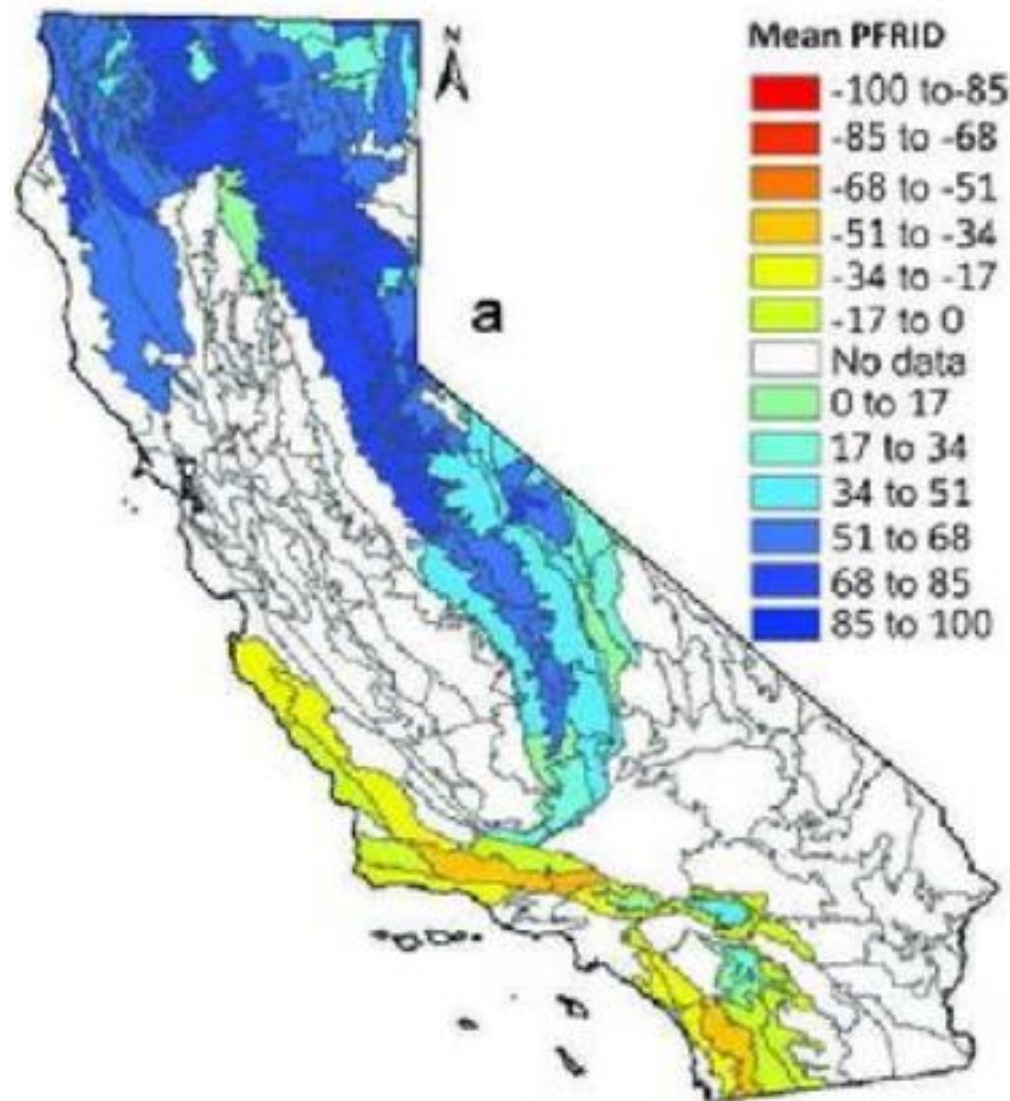 N
Mean PFRID
-100 to-85
-85 to -68
-68 to -51
-51 to -34
-34 to -17
-17 to 0
No data
0 to 17
17 to 34
34 to 51
51 to 68
68 to 85
85 to 100
a